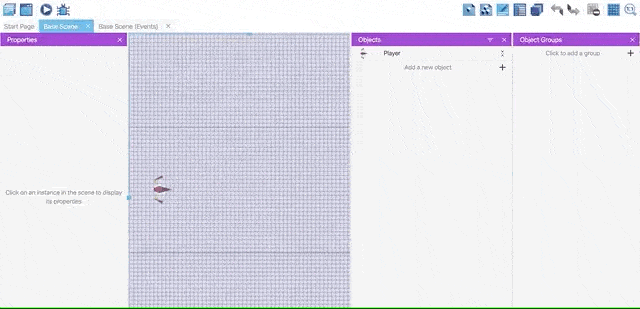 Start Page
Base Scene
Base Scene (Events)
Properties
Objects
Object Groups
Player
Click to add a group
Add a new object
Click on an instance in the scene to display
its properties